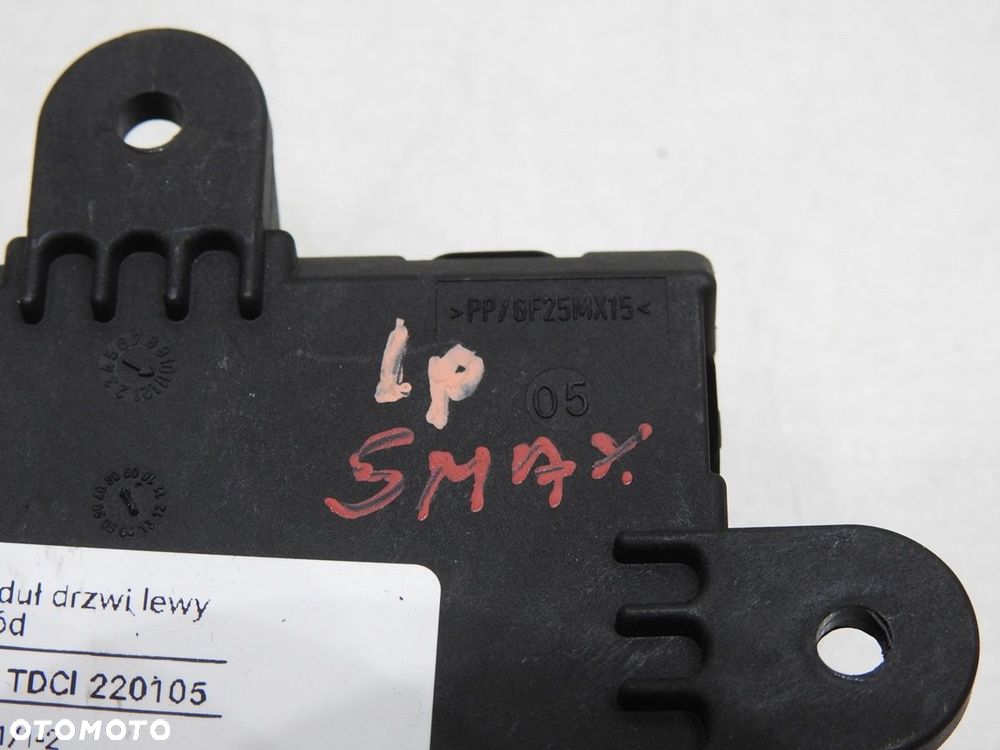 >PP/GF25MX15<
Lp
05
SMAX
duł drzwi lewy
ód
TDCI 220105
OTOMOTO